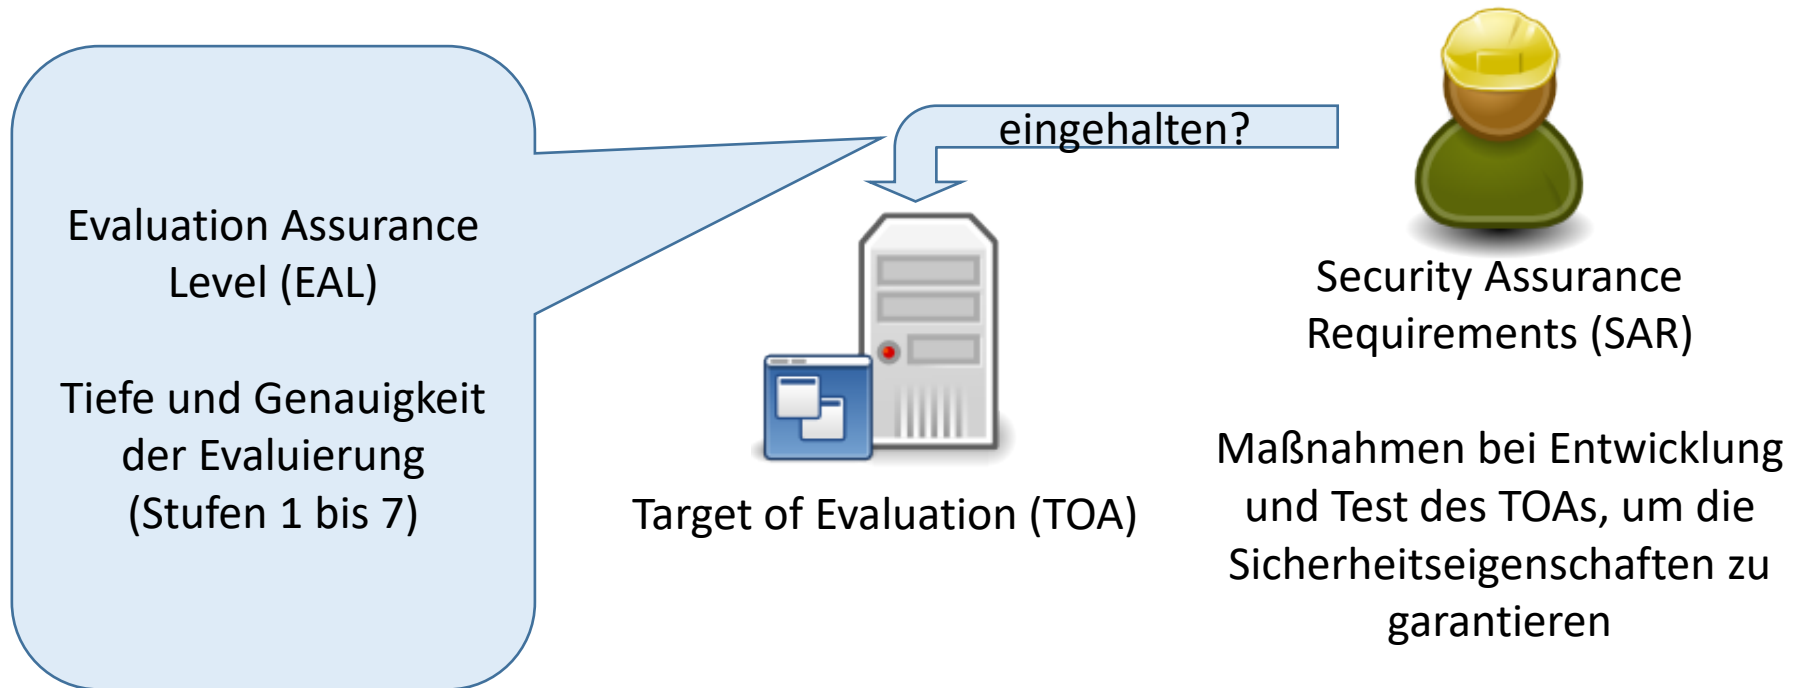 Evaluation Assurance
Level (EAL)
Tiefe und Genauigkeit
der Evaluierung
(Stufen 1 bis 7)
eingehalten?
Target of Evaluation (TOA)
Security Assurance
Requirements (SAR)
Maßnahmen bei Entwicklung
und Test des TOAs, um die
Sicherheitseigenschaften zu
garantieren